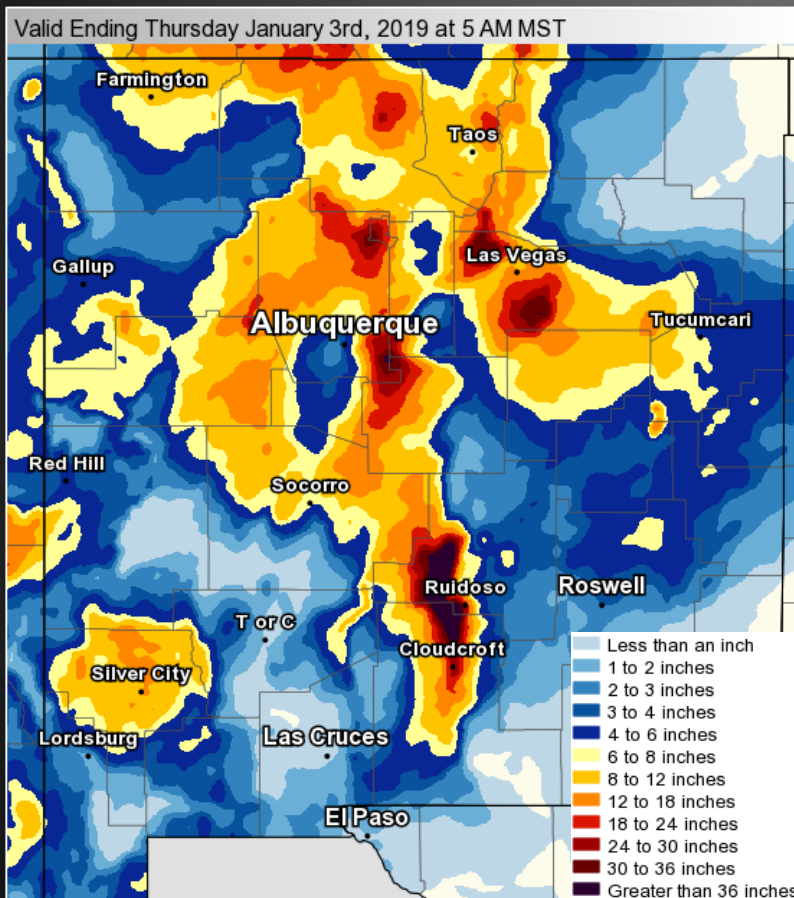 Valid Ending Thursday January 3rd, 2019 at 5 AM MST
Farmington
Taos
Las Vegas
Gallup
Albuquerque
Tucumcari
Red Hill
Socorro
Ruidoso
Roswell
T or C
Cloudcroft
Silver City
Lordsburg
Las Cruces
El Paso
Less than an inch
1 to 2 inches
2 to 3 inches
3 to 4 inches
4 to 6 inches
6 to 8 inches
8 to 12 inches
12 to 18 inches
18 to 24 inches
24 to 30 inches
30 to 36 inches
Greater than 36 inches